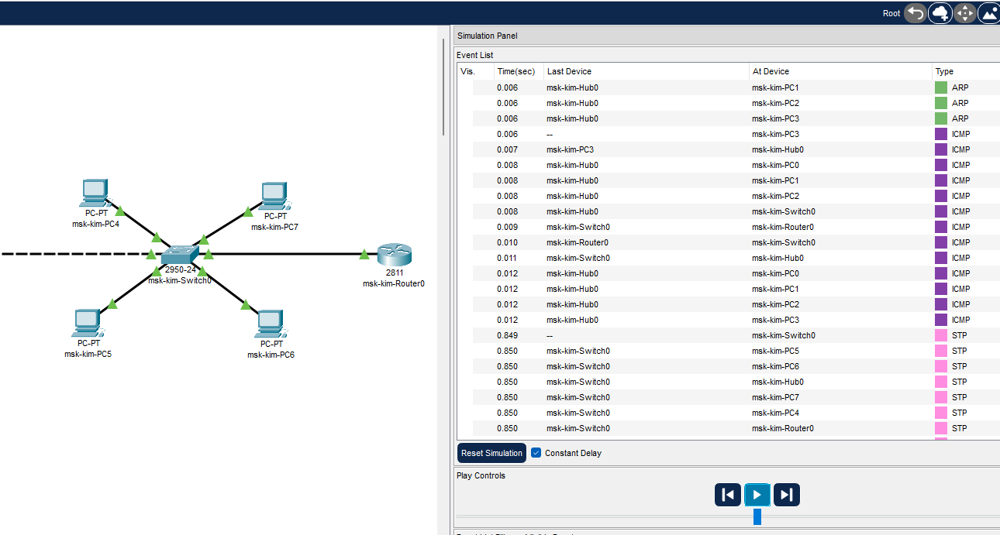 Root
Simulation Panel
Event List
Vis. Time(sec) Last Device At Device Type
0.006 msk-kim-Hub0 msk-kim-PC1 ARP
0.006 msk-kim-Hub0 msk-kim-PC2 ARP
0.006 msk-kim-Hub0 msk-kim-PC3 ARP
0.006 -- msk-kim-PC3 ICMP
0.007 msk-kim-PC3 msk-kim-Hub0 ICMP
0.008 msk-kim-Hub0 msk-kim-PC0 ICMP
0.008 msk-kim-Hub0 msk-kim-PC1 ICMP
0.008 msk-kim-Hub0 msk-kim-PC2 ICMP
0.008 msk-kim-Hub0 msk-kim-Switch0 ICMP
0.009 msk-kim-Switch0 msk-kim-Router0 ICMP
0.010 msk-kim-Router0 msk-kim-Switch0 ICMP
0.011 msk-kim-Switch0 msk-kim-Hub0 ICMP
0.012 msk-kim-Hub0 msk-kim-PC0 ICMP
0.012 msk-kim-Hub0 msk-kim-PC1 ICMP
0.012 msk-kim-Hub0 msk-kim-PC2 ICMP
0.012 msk-kim-Hub0 msk-kim-PC3 ICMP
0.849 -- msk-kim-Switch0 STP
0.850 msk-kim-Switch0 msk-kim-PC5 STP
0.850 msk-kim-Switch0 msk-kim-PC6 STP
0.850 msk-kim-Switch0 msk-kim-Hub0 STP
0.850 msk-kim-Switch0 msk-kim-PC7 STP
0.850 msk-kim-Switch0 msk-kim-PC4 STP
0.850 msk-kim-Switch0 msk-kim-Router0 STP
Reset Simulation Constant Delay
Play Controls
PC-PT
msk-kim-PC4
PC-PT
msk-kim-PC7
2950-24
msk-kim-Switch0
2811
msk-kim-Router0
PC-PT
msk-kim-PC5
PC-PT
msk-kim-PC6